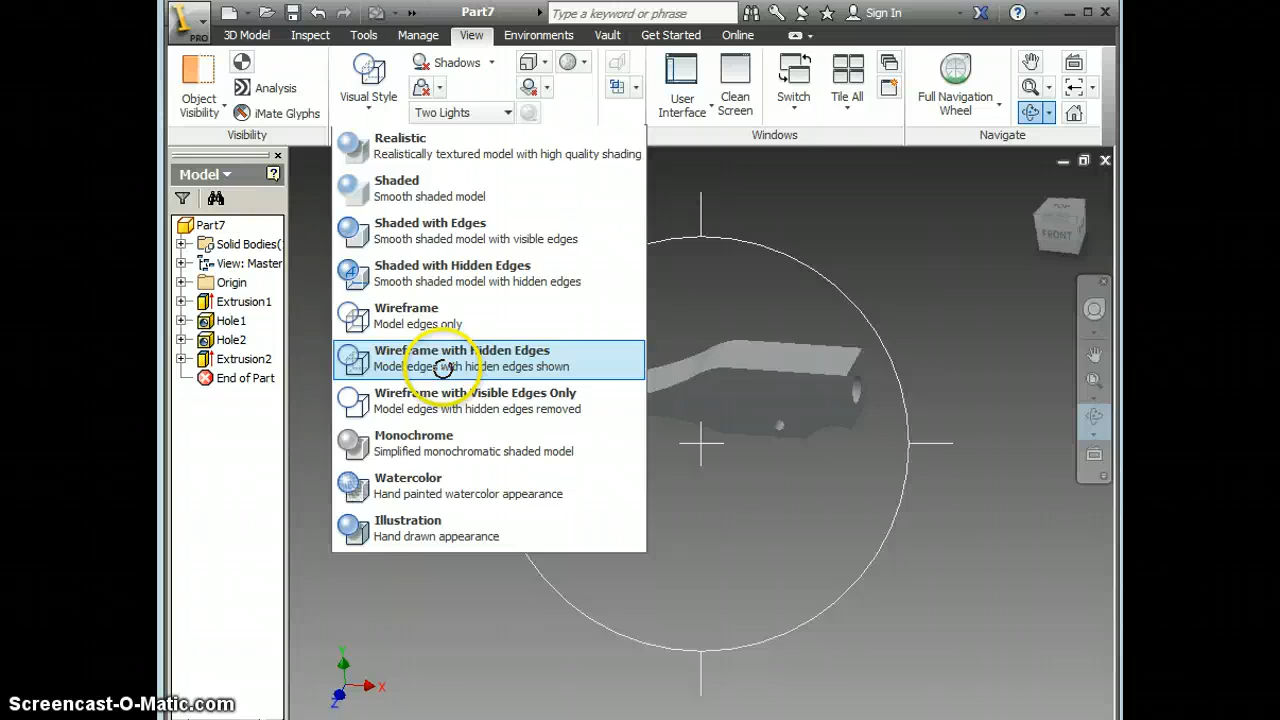 PRO
Part7
Type a keyword or phrase
Sign In
3D Model
Inspect
Tools
Manage
View
Environments
Vault
Get Started
Online
Object
Visibility
Analysis
iMate Glyphs
Visibility
Visual Style
Shadows
Two Lights
User
Interface
Clean
Screen
Switch
Tile All
Windows
Full Navigation
Wheel
Navigate
Model
Part7
Solid Bodies(
View: Master
Origin
Extrusion1
Hole1
Hole2
Extrusion2
End of Part
Realistic
Realistically textured model with high quality shading
Shaded
Smooth shaded model
Shaded with Edges
Smooth shaded model with visible edges
Shaded with Hidden Edges
Smooth shaded model with hidden edges
Wireframe
Model edges only
Wireframe with Hidden Edges
Model edges with hidden edges shown
Wireframe with Visible Edges Only
Model edges with hidden edges removed
Monochrome
Simplified monochromatic shaded model
Watercolor
Hand painted watercolor appearance
Illustration
Hand drawn appearance
TOP
FRONT
Y
X
Z
Screencast-O-Matic.com